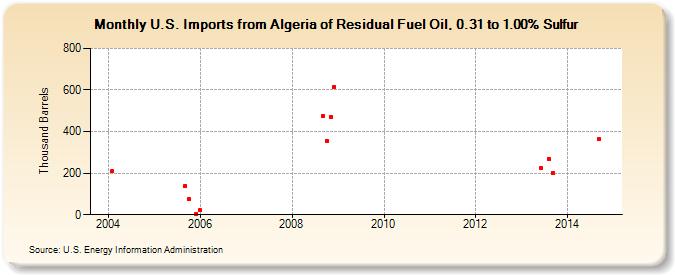 Monthly U.S. Imports from Algeria of Residual Fuel Oil, 0.31 to 1.00% Sulfur
Thousand Barrels
800
600
400
200
0
2004 2006 2008 2010 2012 2014
Source: U.S. Energy Information Administration